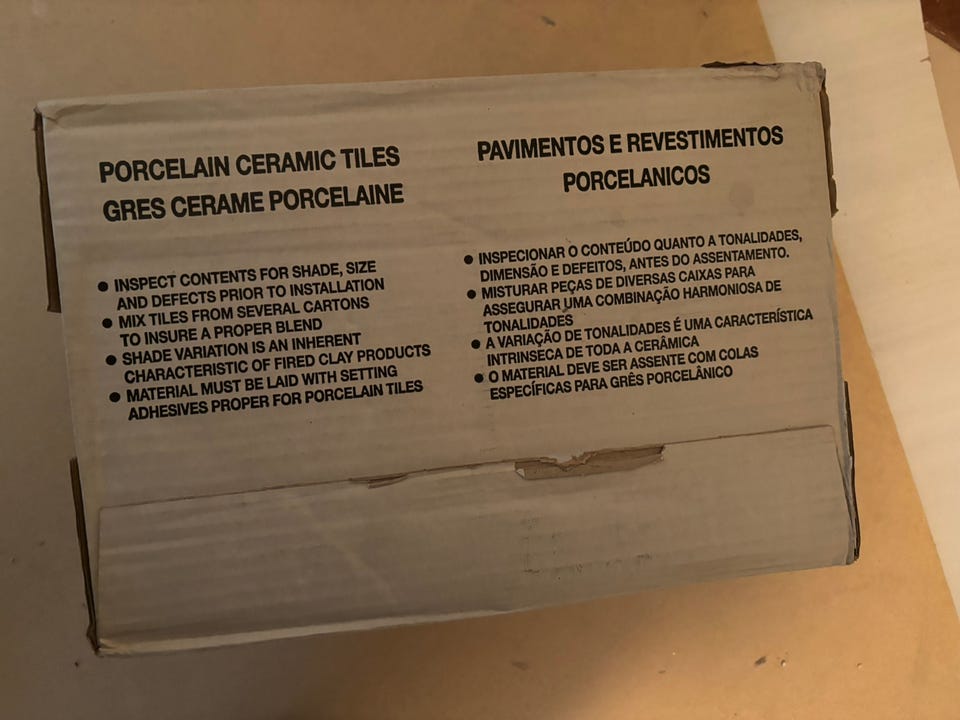 PORCELAIN CERAMIC TILES
GRES CERAME PORCELAINE
● INSPECT CONTENTS FOR SHADE, SIZE
AND DEFECTS PRIOR TO INSTALLATION
● MIX TILES FROM SEVERAL CARTONS
TO INSURE A PROPER BLEND
● SHADE VARIATION IS AN INHERENT
CHARACTERISTIC OF FIRED CLAY PRODUCTS
● MATERIAL MUST BE LAID WITH SETTING
ADHESIVES PROPER FOR PORCELAIN TILES
PAVIMENTOS E REVESTIMENTOS
PORCELANICOS
● INSPECIONAR O CONTEÚDO QUANTO A TONALIDADES,
DIMENSÃO E DEFEITOS, ANTES DO ASSENTAMENTO.
● MISTURAR PEÇAS DE DIVERSAS CAIXAS PARA
ASSEGURAR UMA COMBINAÇÃO HARMONIOSA DE
TONALIDADES
● A VARIAÇÃO DE TONALIDADES É UMA CARACTERÍSTICA
INTRINSECA DE TODA A CERÂMICA
● O MATERIAL DEVE SER ASSENTE COM COLAS
ESPECÍFICAS PARA GRÊS PORCELÂNICO